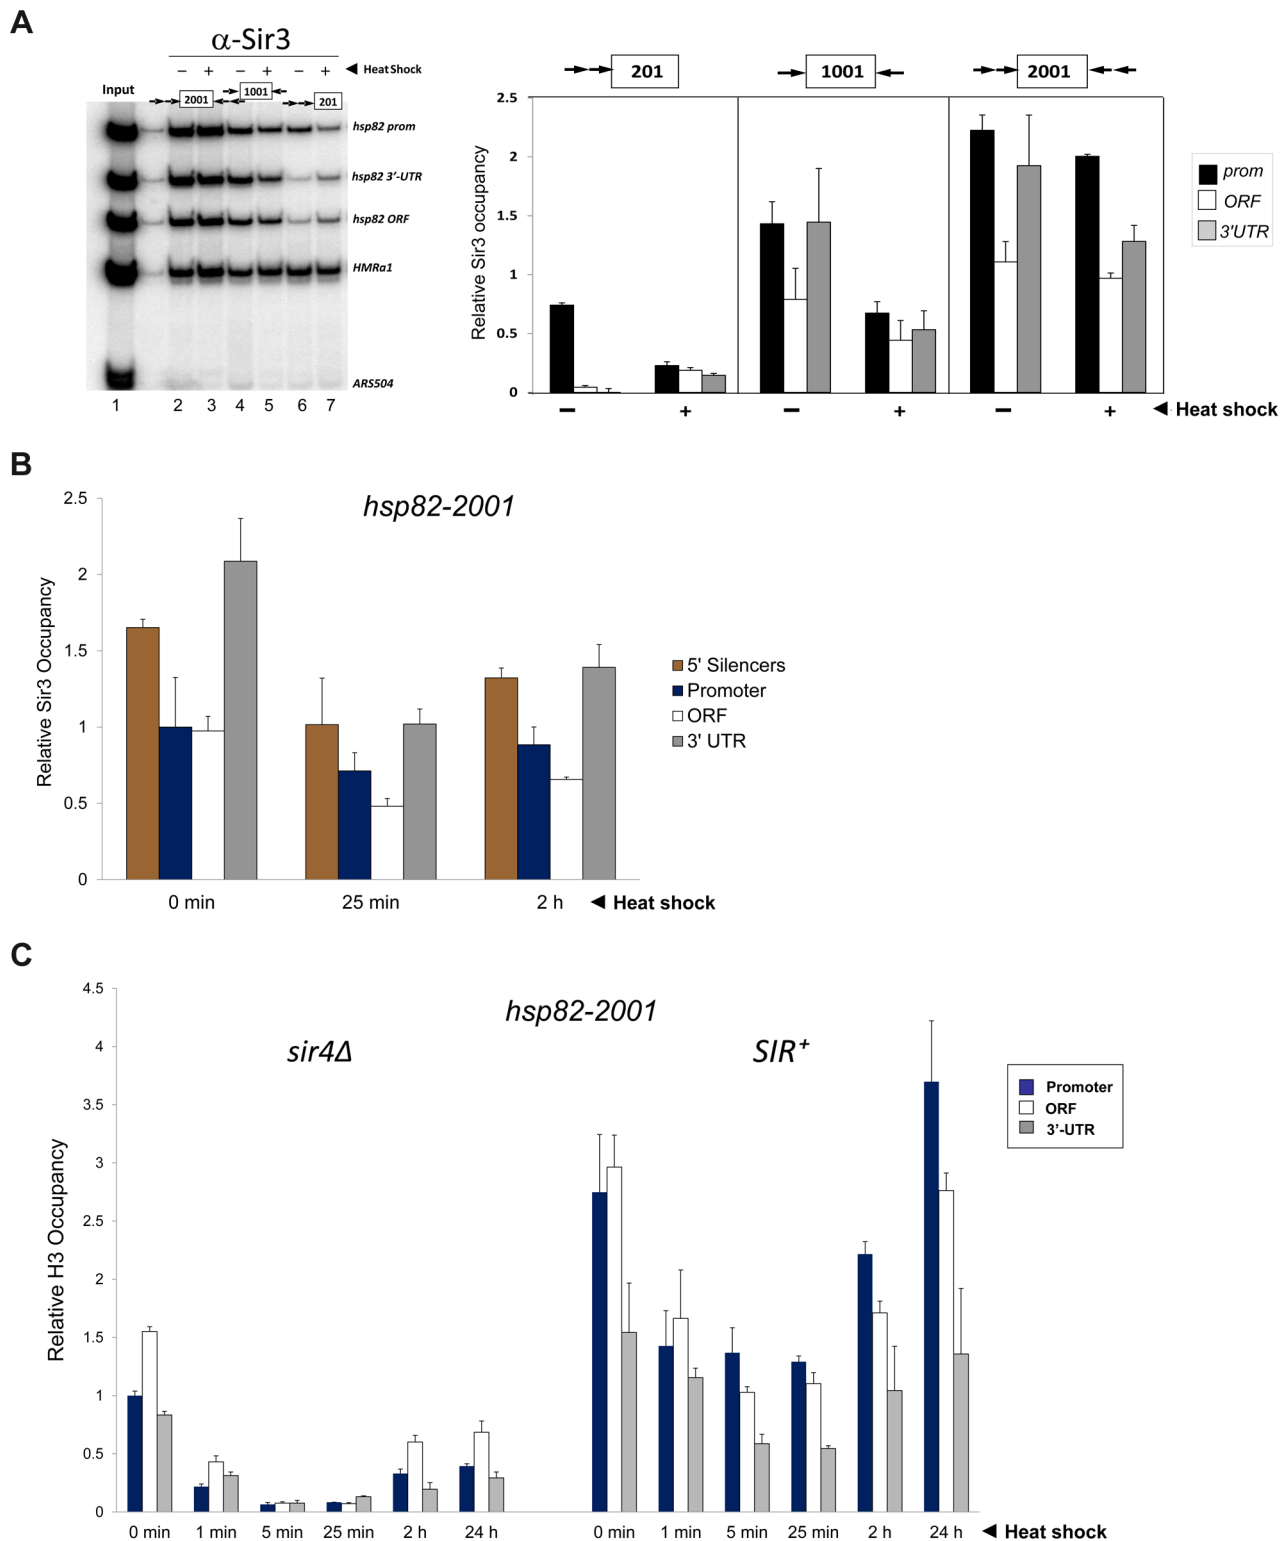 A
α-Sir3
− + − + − + ◄ Heat Shock
Input
2001 1001 201
hsp82 prom
hsp82 3'-UTR
hsp82 ORF
HMRa1
ARS504
1 2 3 4 5 6 7
201 1001 2001
Relative Sir3 occupancy
2.5
2
1.5
1
0.5
0
− + − + − + ◄ Heat shock
prom
ORF
3'UTR
B
hsp82-2001
Relative Sir3 Occupancy
2.5
2
1.5
1
0.5
0
0 min 25 min 2 h ◄ Heat shock
5' Silencers
Promoter
ORF
3' UTR
C
hsp82-2001
sir4Δ SIR+
Relative H3 Occupancy
4.5
4
3.5
3
2.5
2
1.5
1
0.5
0
0 min 1 min 5 min 25 min 2 h 24 h 0 min 1 min 5 min 25 min 2 h 24 h ◄ Heat shock
Promoter
ORF
3'-UTR